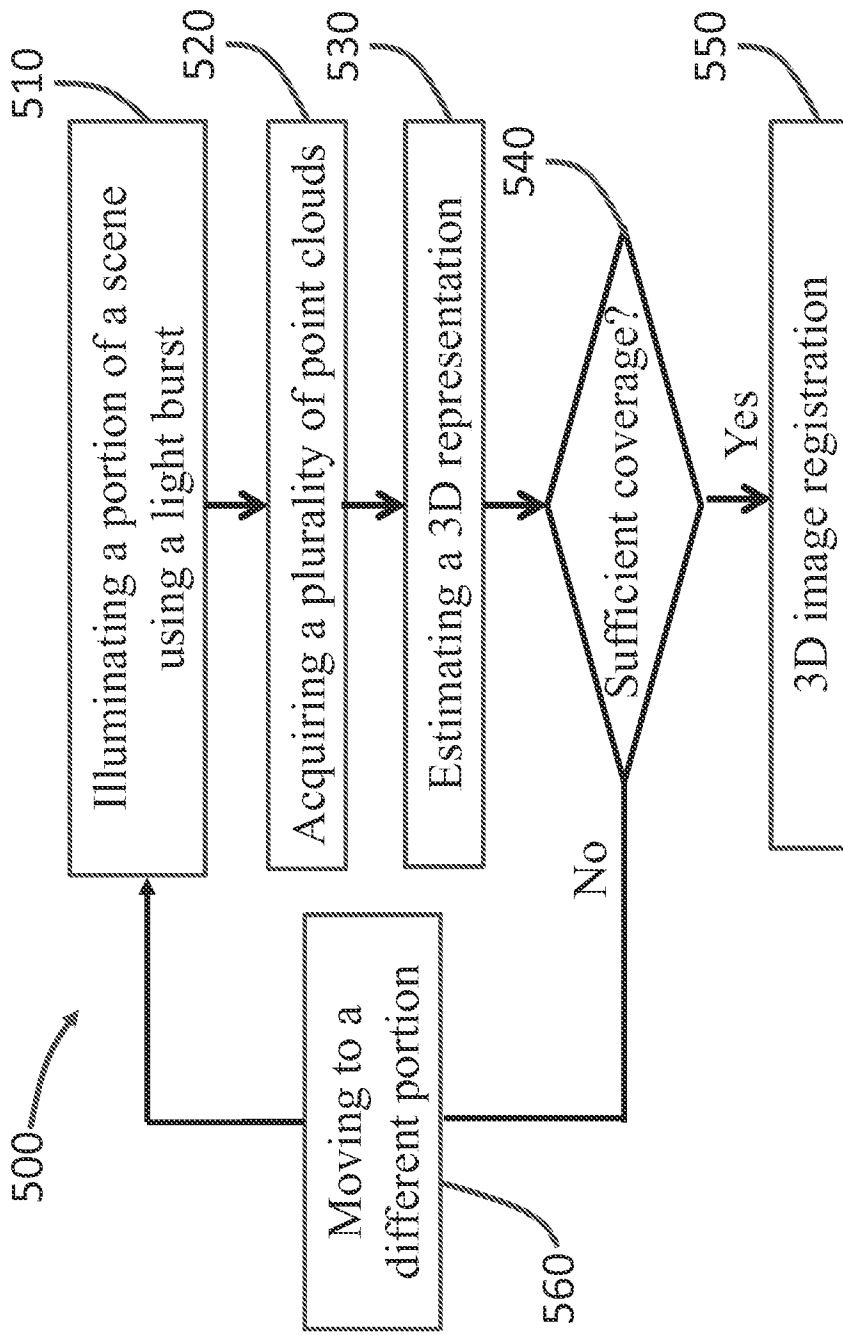 500
510
Illuminating a portion of a scene
using a light burst
520
Acquiring a plurality of point clouds
530
Estimating a 3D representation
540
Sufficient coverage?
No
Yes
Moving to a
different portion
560
550
3D image registration